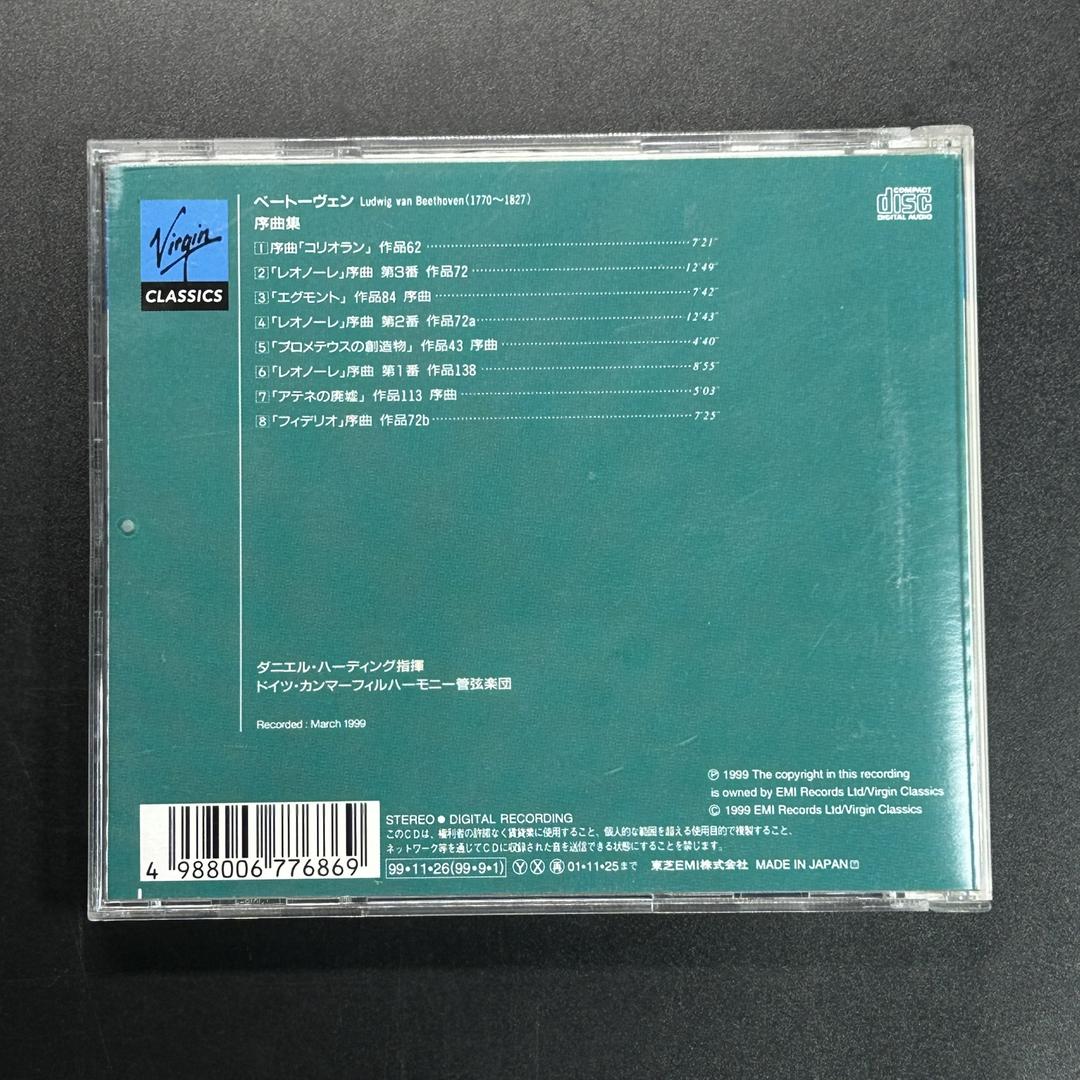 Virgin
CLASSICS
COMPACT
disc
DIGITAL AUDIO
ベートーヴェン Ludwig van Beethoven(1770〜1827)
序曲集
1 序曲「コリオラン」 作品62 7'21"
2 「レオノーレ」序曲 第3番 作品72 12'49"
3 「エグモント」 作品84 序曲 7'42"
4 「レオノーレ」序曲 第2番 作品72a 12'43"
5 「プロメテウスの創造物」 作品43 序曲 4'40"
6 「レオノーレ」序曲 第1番 作品138 8'55"
7 「アテネの廃墟」 作品113 序曲 5'03"
8 「フィデリオ」序曲 作品72b 7'25"
ダニエル・ハーディング指揮
ドイツ・カンマーフィルハーモニー管弦楽団
Recorded : March 1999
℗ 1999 The copyright in this recording
is owned by EMI Records Ltd/Virgin Classics
© 1999 EMI Records Ltd/Virgin Classics
STEREO ● DIGITAL RECORDING
このCDは、権利者の許諾なく賃貸業に使用すること、個人的な範囲を超える使用目的で複製すること、
ネットワーク等を通じてCDに収録された音を送信できる状態にすることを禁じます。
99・11・26(99・9・1) Ⓨ Ⓧ 再 01・11・25まで 東芝EMI株式会社 MADE IN JAPAN
4 988006 776869